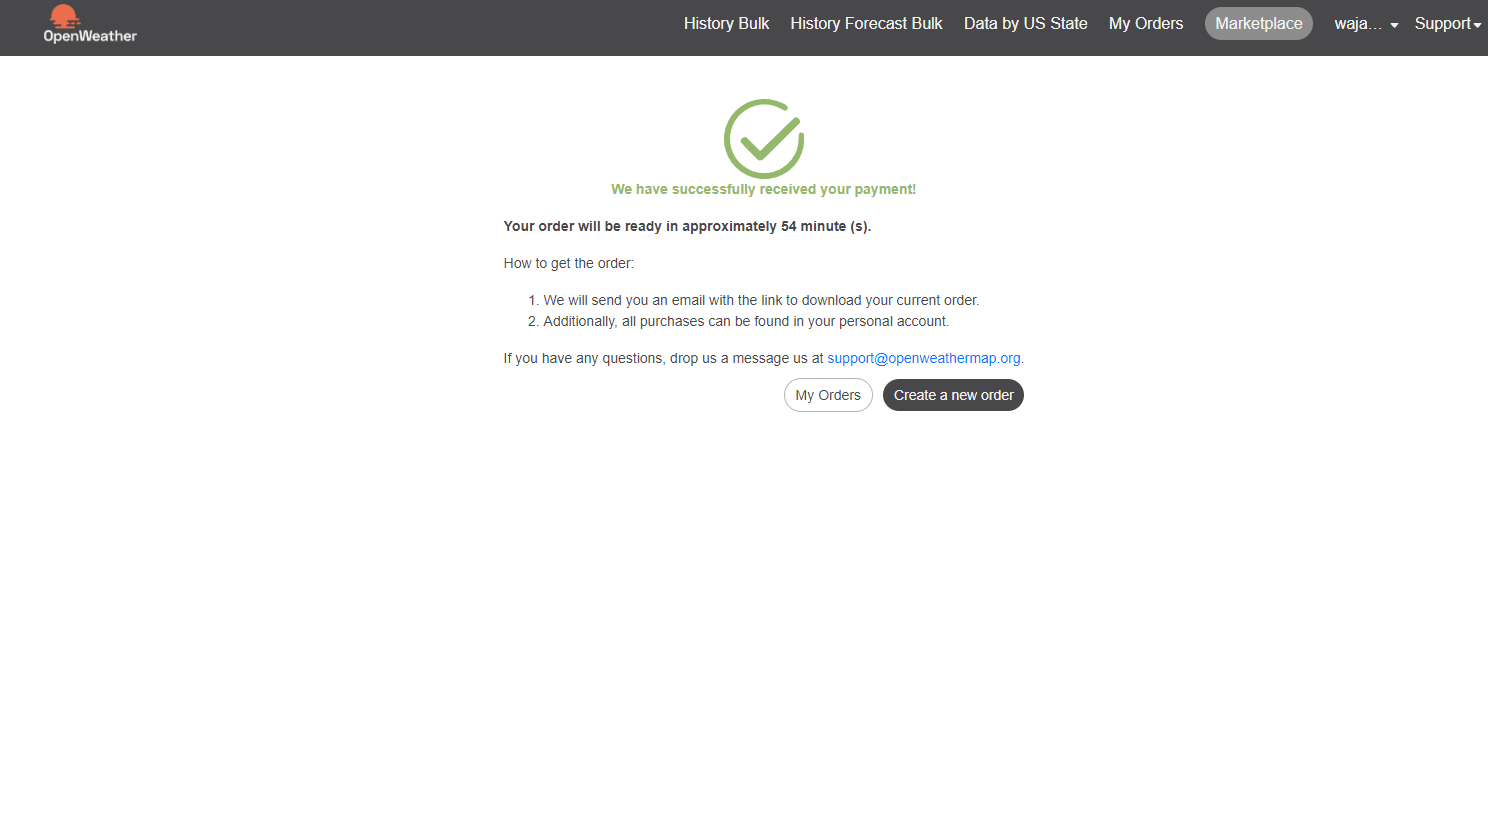 OpenWeather
History Bulk
History Forecast Bulk
Data by US State
My Orders
Marketplace
waja...
Support
We have successfully received your payment!
Your order will be ready in approximately 54 minute (s).
How to get the order:
1. We will send you an email with the link to download your current order.
2. Additionally, all purchases can be found in your personal account.
If you have any questions, drop us a message us at support@openweathermap.org.
My Orders
Create a new order